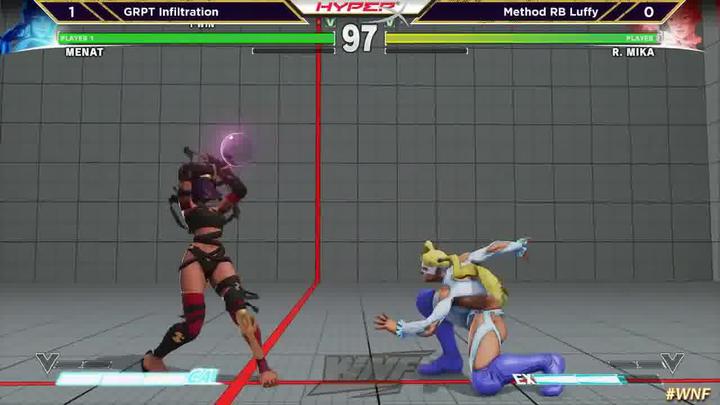 1 GRPT Infiltration HYPER Method RB Luffy 0
1 WIN
PLAYER 1 97 PLAYER 2
MENAT R. MIKA
V V
WNF
CA EX
#WNF